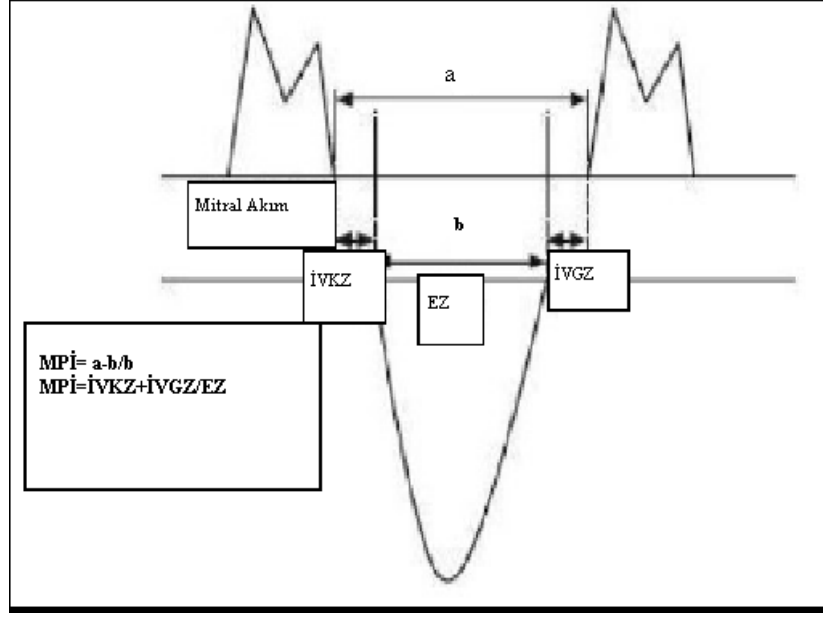 a
Mitral Akım
b
İVKZ
İVGZ
EZ
MPİ= a-b/b
MPİ=İVKZ+İVGZ/EZ